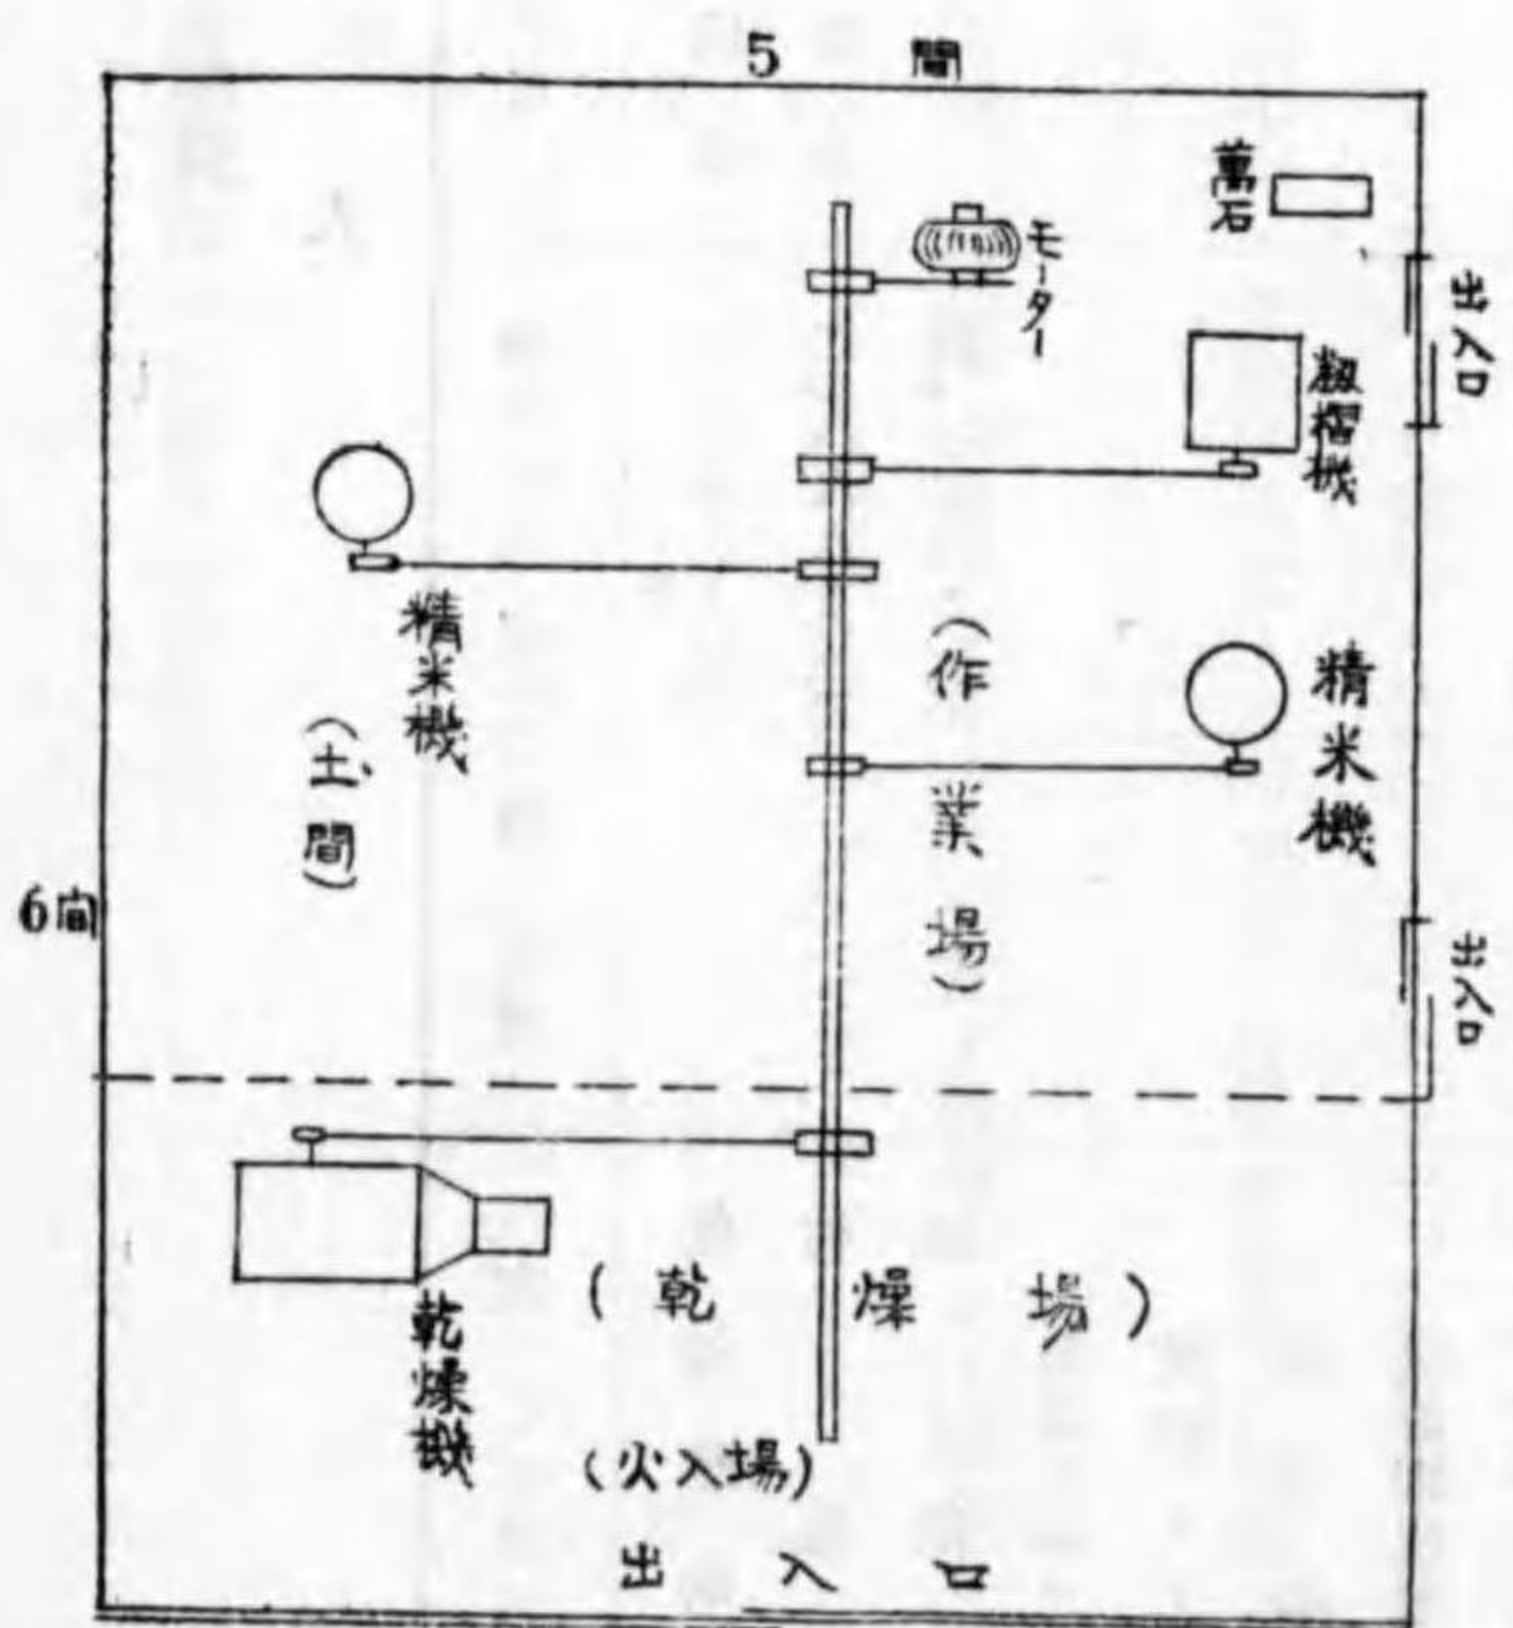 5 間
萬石
モーター
出入口
籾摺機
精米機
(土間)
(作業場)
精米機
6間
出入口
乾燥機
(乾燥場)
(火入場)
出入口